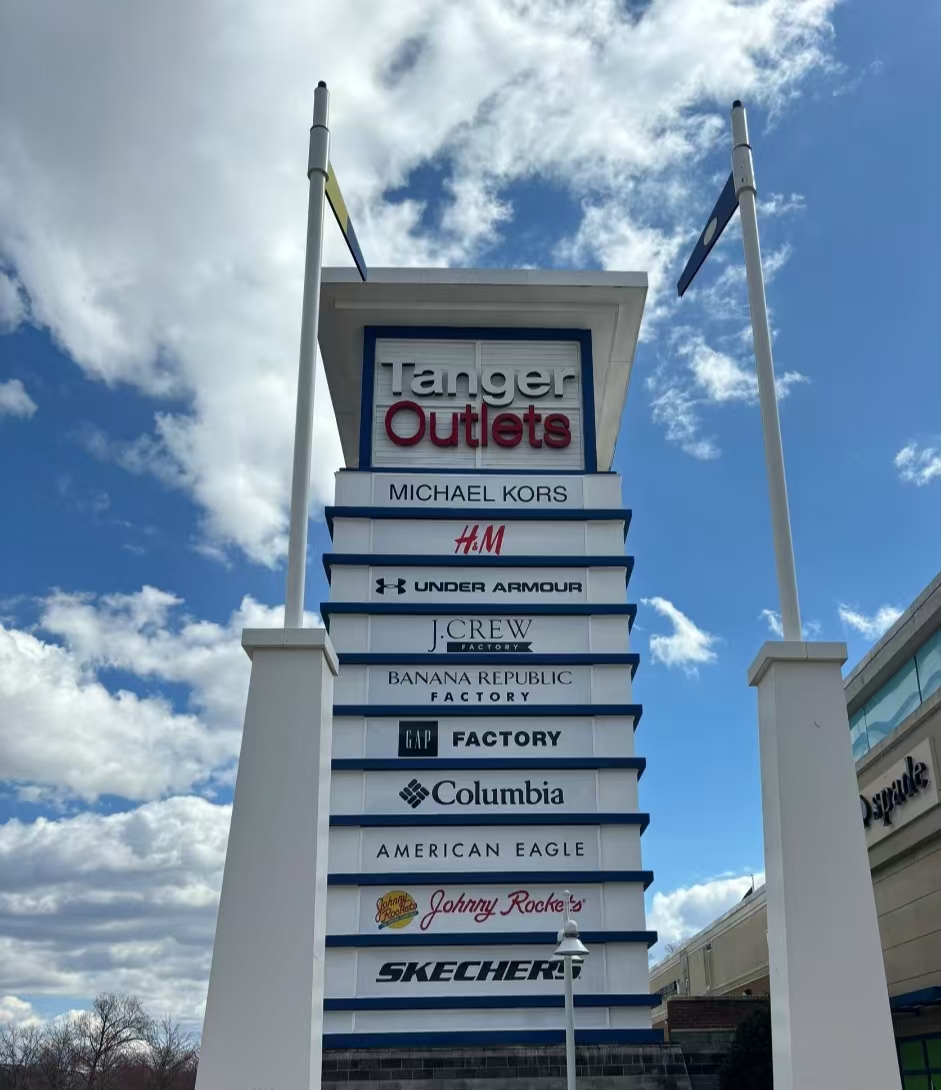 Tanger
Outlets
MICHAEL KORS
H&M
UNDER ARMOUR
J.CREW
FACTORY
BANANA REPUBLIC
FACTORY
GAP FACTORY
Columbia
AMERICAN EAGLE
Johnny Rockets Johnny Rockets
SKECHERS
spade